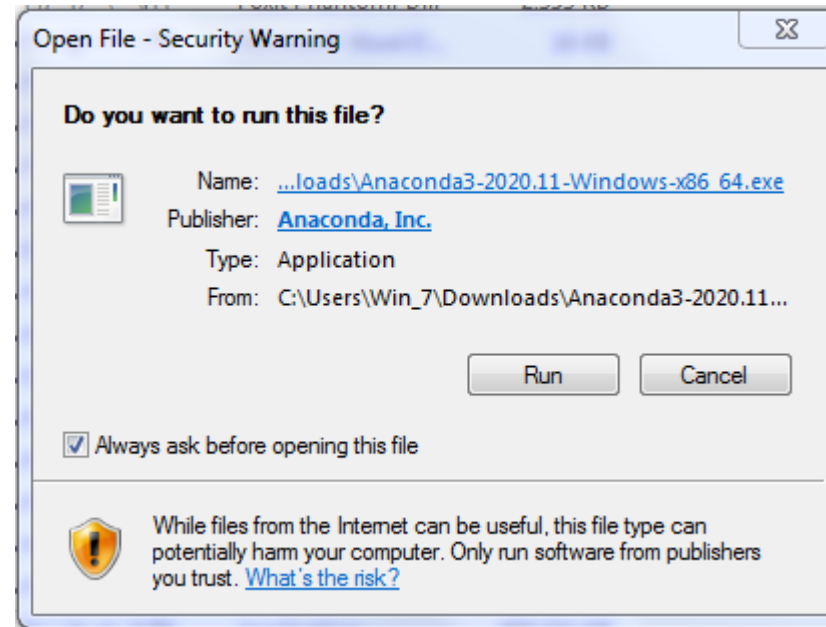 Open File - Security Warning
Do you want to run this file?
Name: ...loads\Anaconda3-2020.11-Windows-x86_64.exe
Publisher: Anaconda, Inc.
Type: Application
From: C:\Users\Win_7\Downloads\Anaconda3-2020.11...
Run Cancel
Always ask before opening this file
While files from the Internet can be useful, this file type can
potentially harm your computer. Only run software from publishers
you trust. What's the risk?